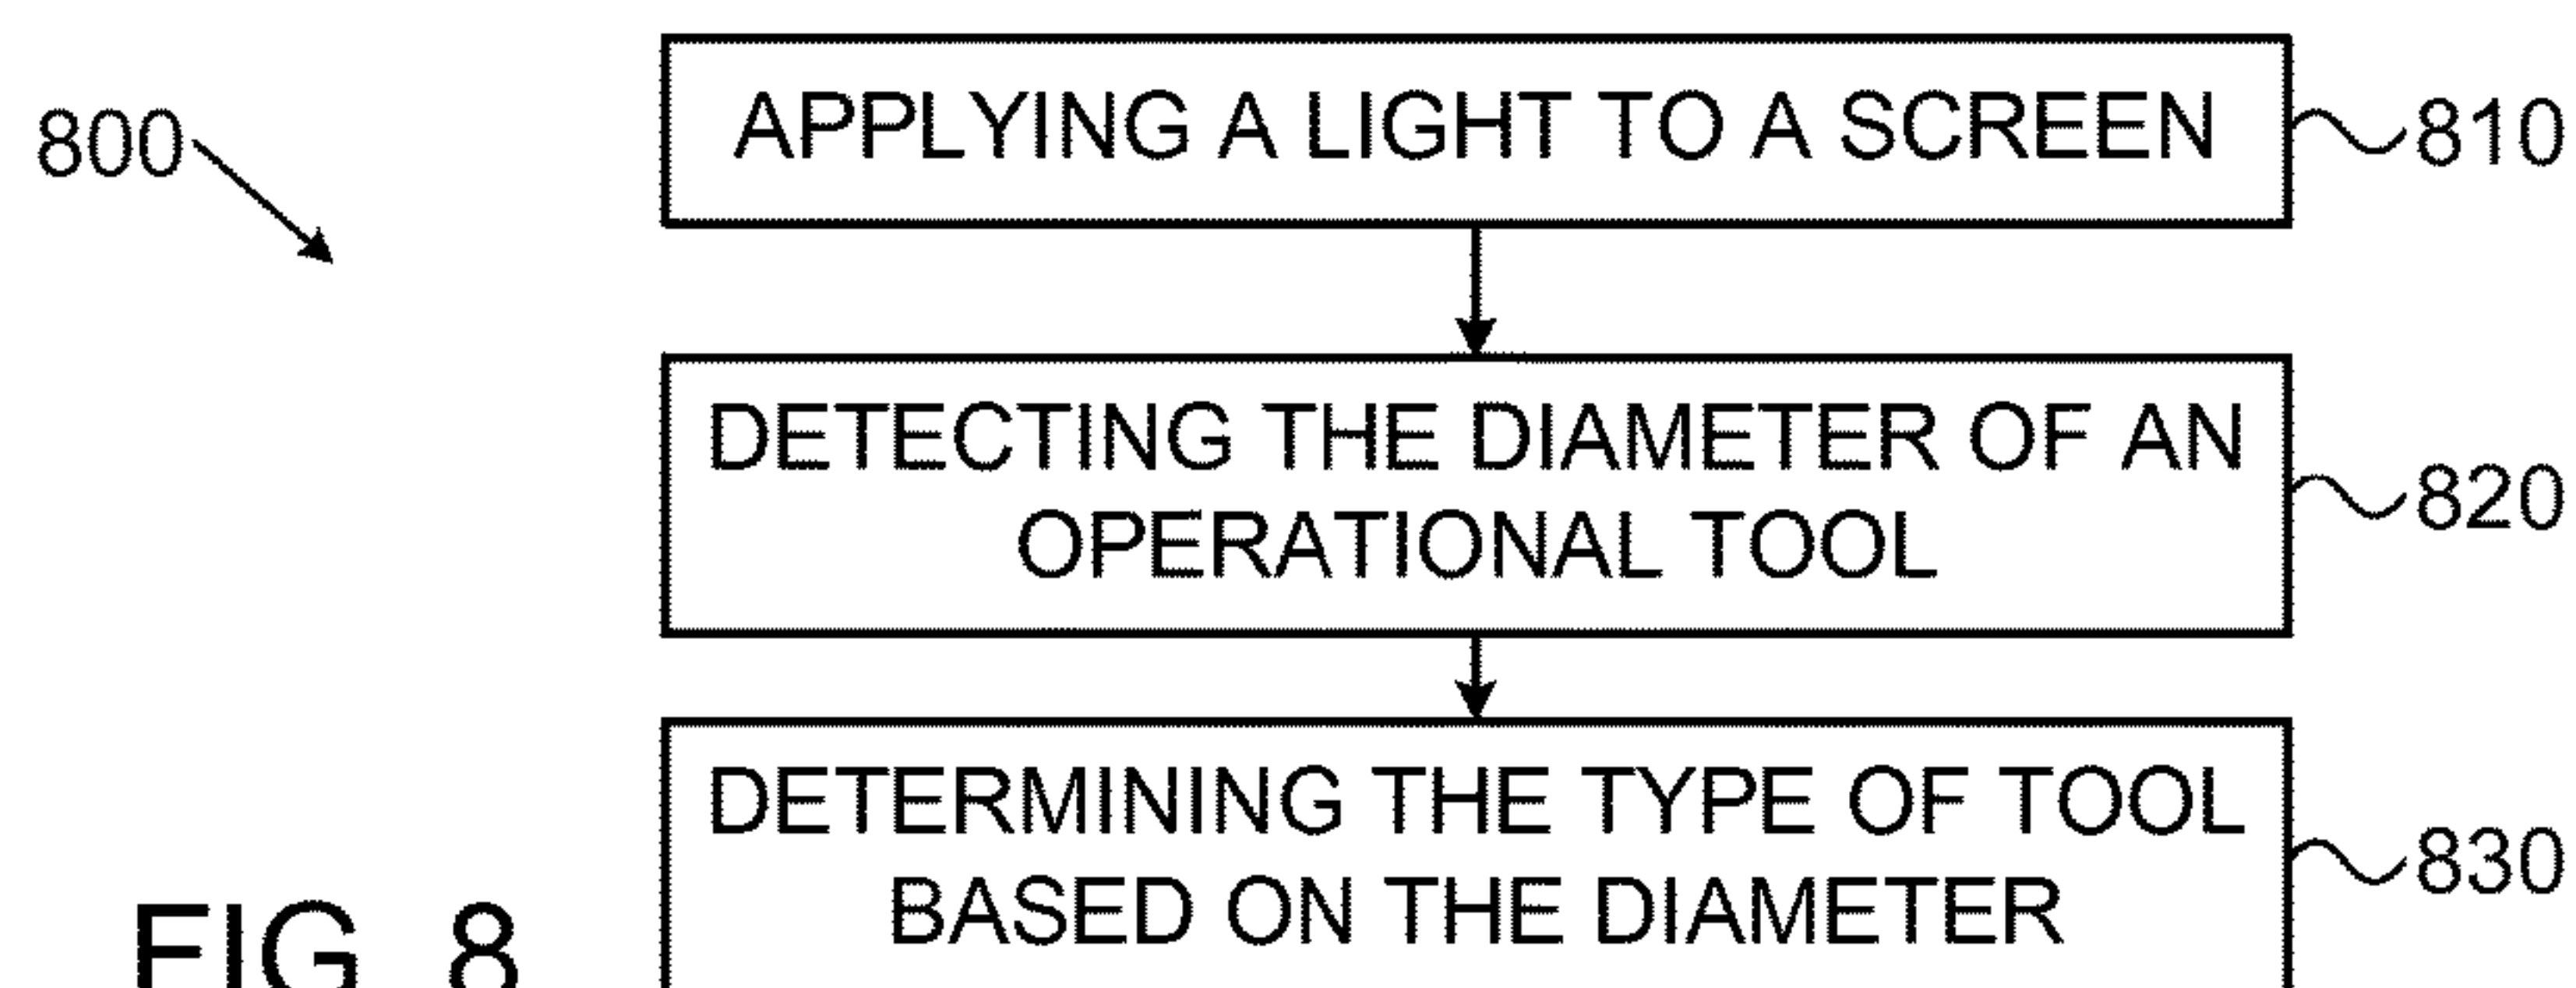 800
APPLYING A LIGHT TO A SCREEN
810
DETECTING THE DIAMETER OF AN
OPERATIONAL TOOL
820
DETERMINING THE TYPE OF TOOL
BASED ON THE DIAMETER
830
FIG 8